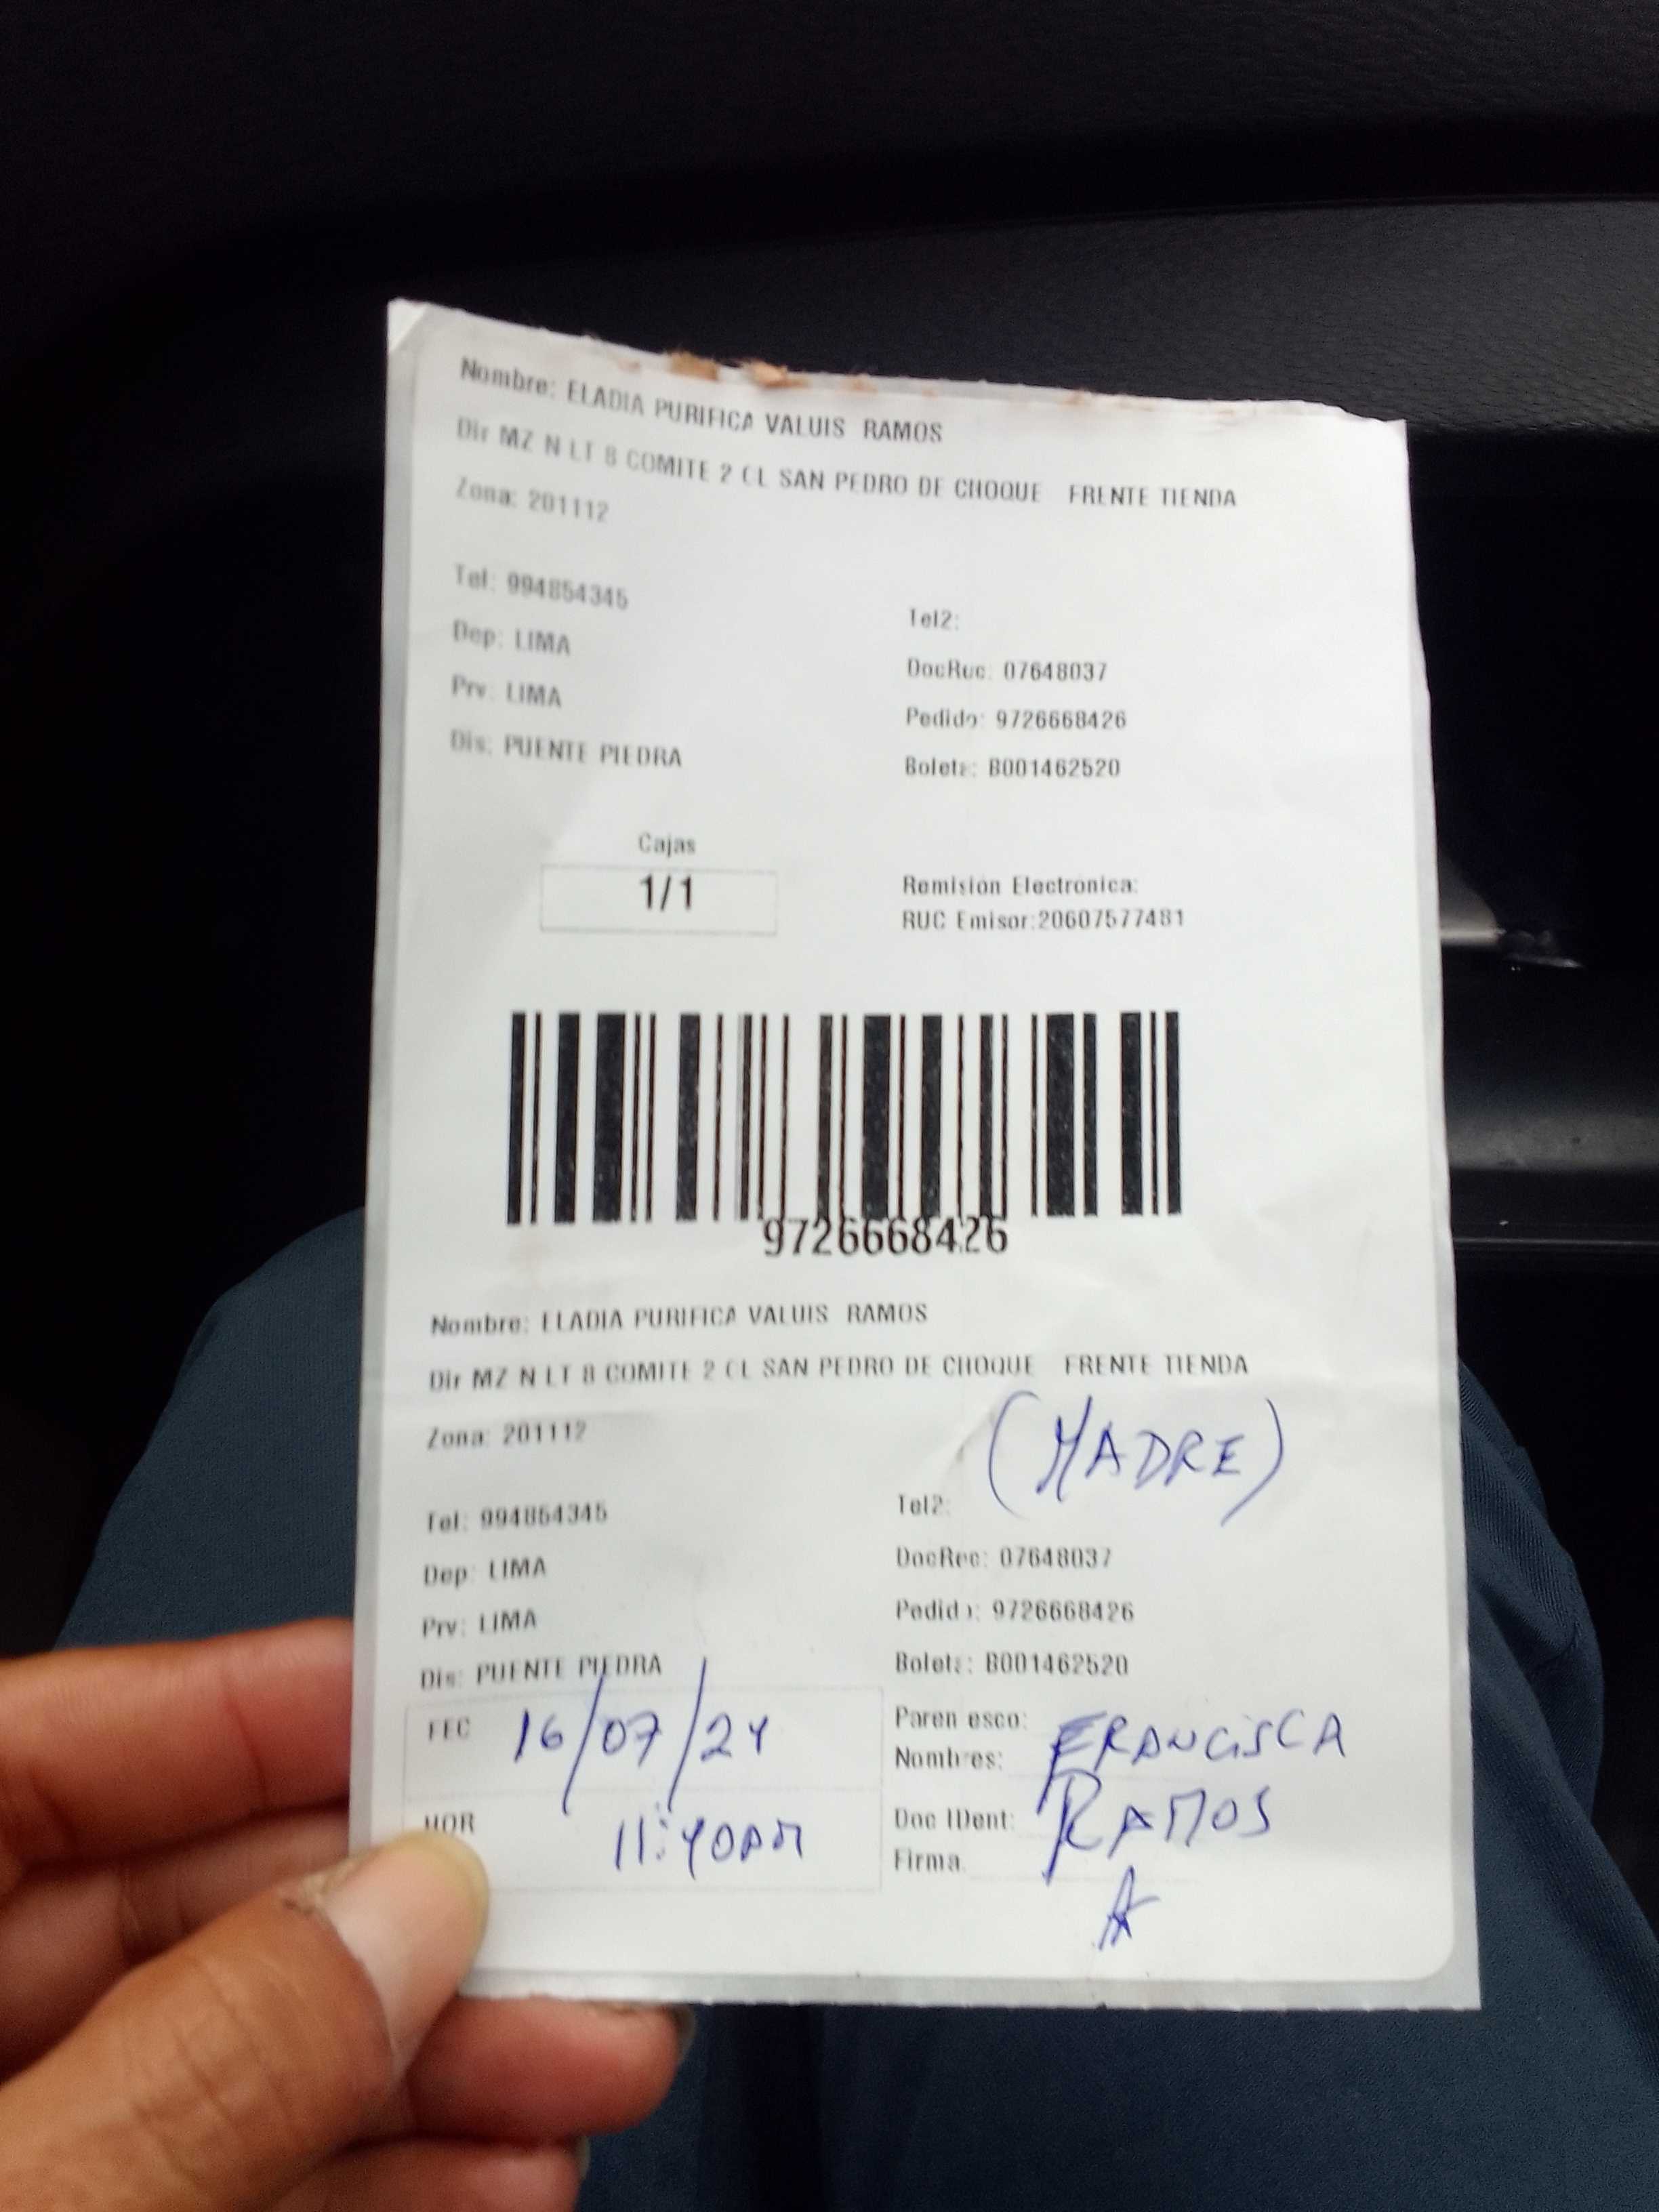 Nombre: ELADIA PURIFICA VALUIS RAMOS
Dir MZ N LT 8 COMITE 2 CL SAN PEDRO DE CHOQUE FRENTE TIENDA
Zona: 201112
Tel: 994854345
Tel2:
Dep: LIMA
DocRec: 07648037
Prv: LIMA
Pedido: 9726668426
Dis: PUENTE PIEDRA
Boleta: B001462520
Cajas
1/1
Remision Electronica:
RUC Emisor:20607577481
9726668426
Nombre: ELADIA PURIFICA VALUIS RAMOS
Dir MZ N LT 8 COMITE 2 CL SAN PEDRO DE CHOQUE FRENTE TIENDA
Zona: 201112
(MADRE)
Tel: 994854345
Tel2:
Dep: LIMA
DocRec: 07648037
Prv: LIMA
Pedido: 9726668426
Dis: PUENTE PIEDRA
Boleta: B001462520
FEC 16/07/24
Parentesco:
Nombres: FRANCISCA
HOR 11:40AM
Doc IDent: RAMOS
Firma: A